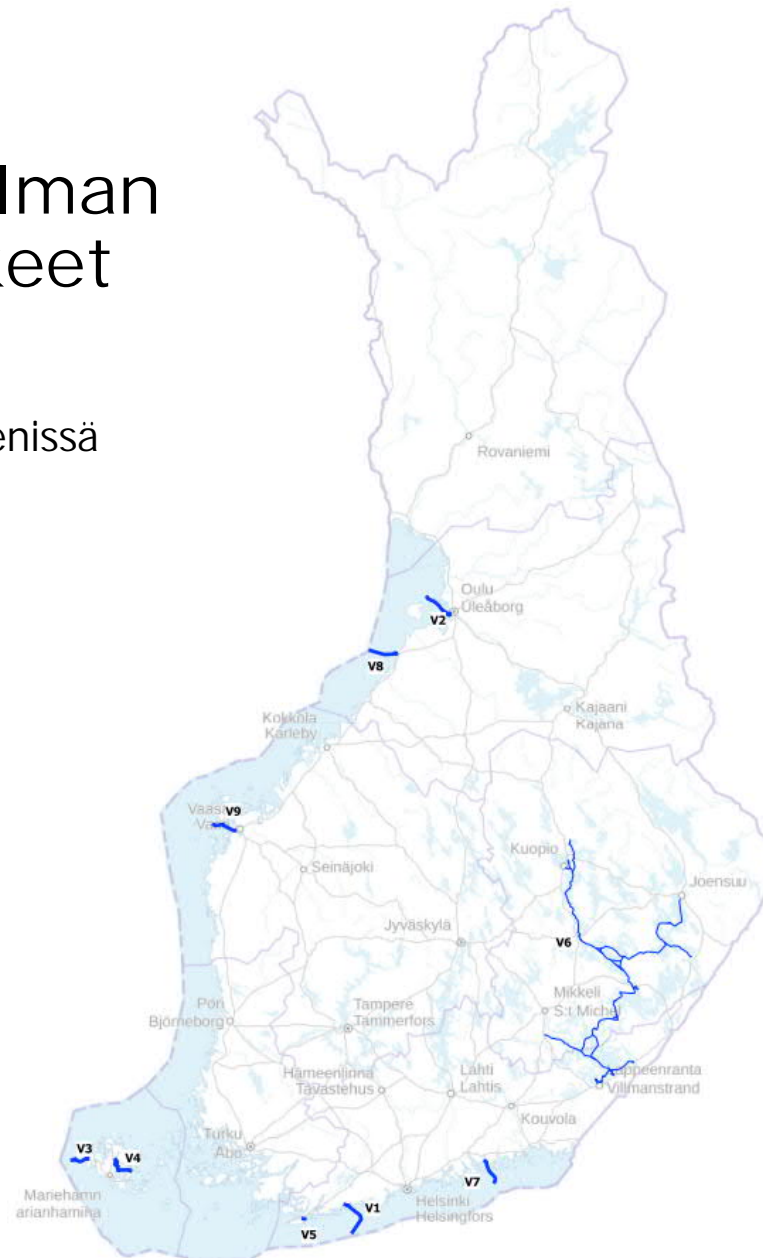 lman
keet
enissä
Rovaniemi
Oulu
Uleåborg
V2
V8
Kajaani
Kajana
Kokkola
Karleby
V9
Seinäjoki
Kuopio
Joensuu
Jyväskylä
V6
Mikkeli
S:t Michel
Pori
Björneborg
Tampere
Tammerfors
Hämeenlinna
Tavastehus
Lahti
Lahtis
appeenranta
Villmanstrand
Kouvola
Turku
Åbo
V3
V4
Mariehamn
arianhamina
V7
V1
Helsinki
Helsingfors
V5